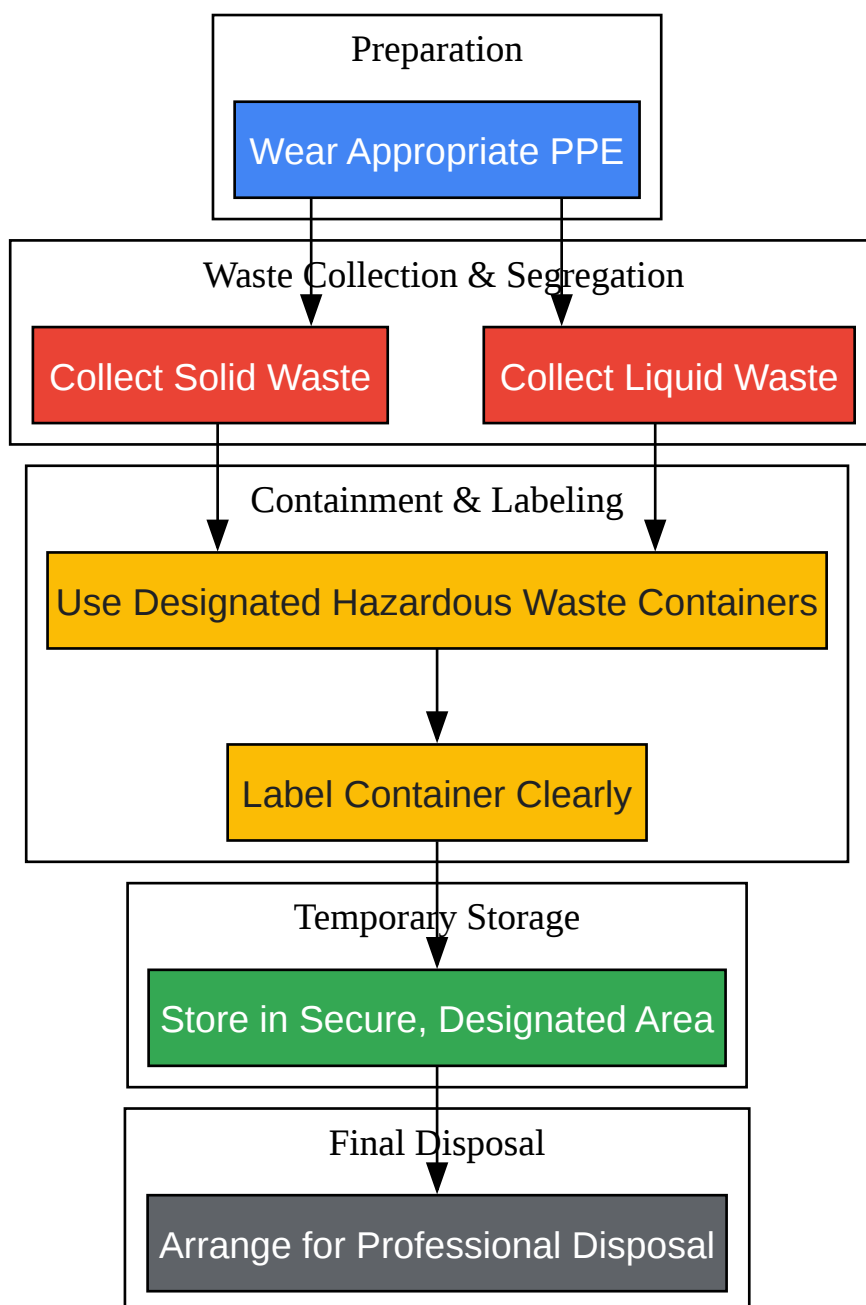 Preparation
Wear Appropriate PPE
Waste Collection & Segregation
Collect Solid Waste
Collect Liquid Waste
Containment & Labeling
Use Designated Hazardous Waste Containers
Label Container Clearly
Temporary Storage
Store in Secure, Designated Area
Final Disposal
Arrange for Professional Disposal